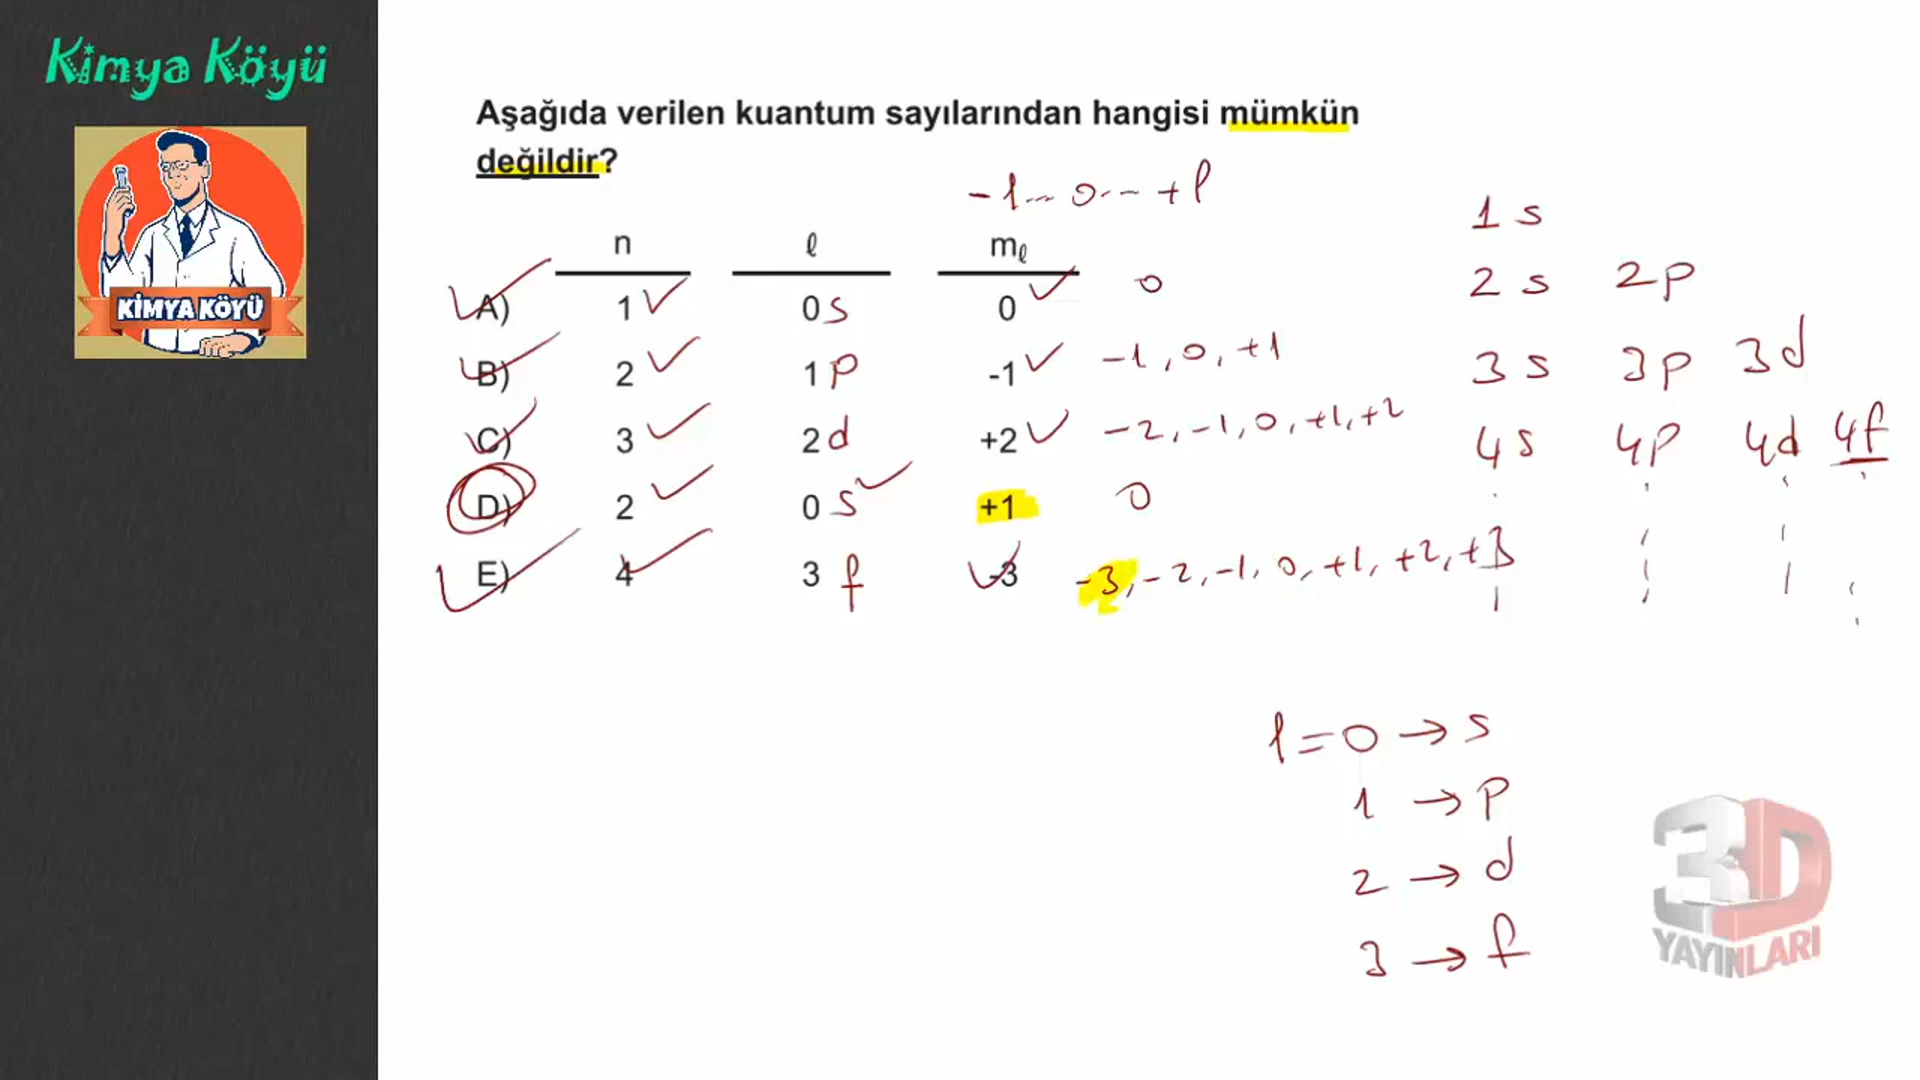 Kimya Köyü
KİMYA KÖYÜ
Aşağıda verilen kuantum sayılarından hangisi mümkün
değildir?
-l... 0... +l
n ℓ mℓ
A) 1 0 s 0 0
B) 2 1 p -1 -1, 0, +1
C) 3 2 d +2 -2, -1, 0, +1, +2
D) 2 0 s +1 0
E) 4 3 f -3 -3, -2, -1, 0, +1, +2, +3
1s
2s 2p
3s 3p 3d
4s 4p 4d 4f
l=0 → s
1 → p
2 → d
3 → f
3D
YAYINLARI